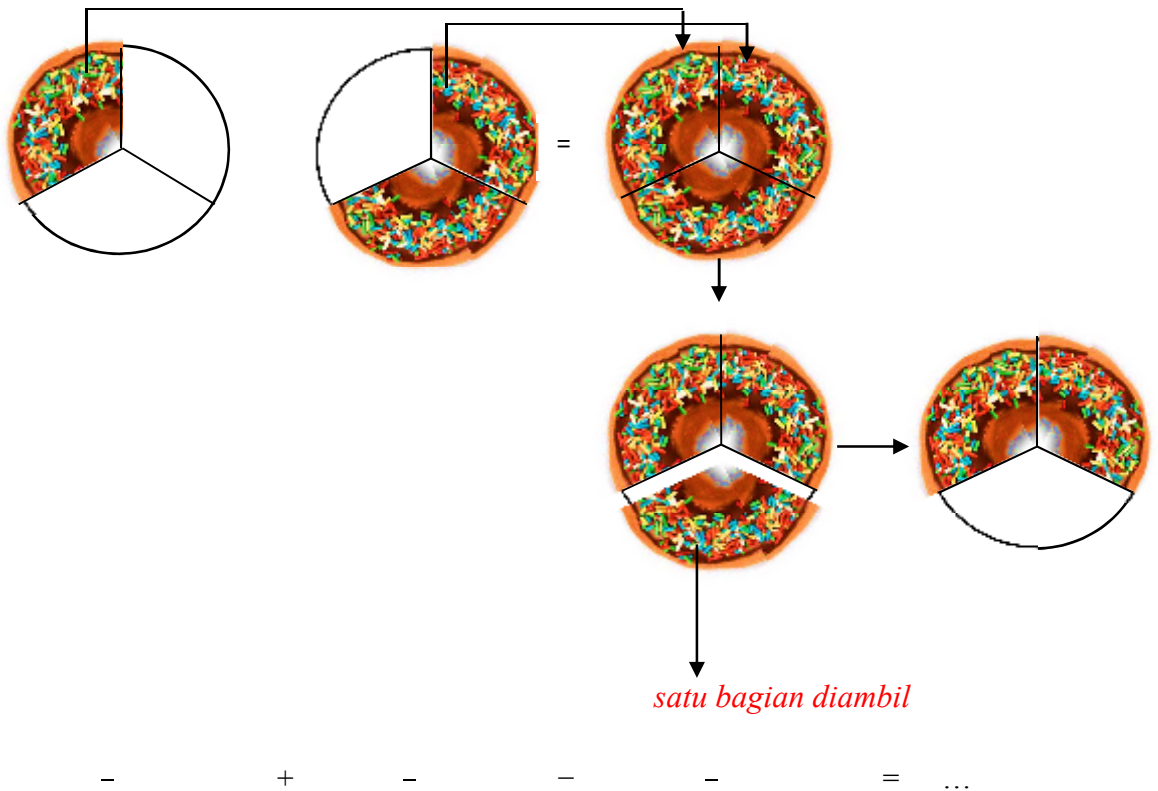 =
satu bagian diambil
– + – − – = …